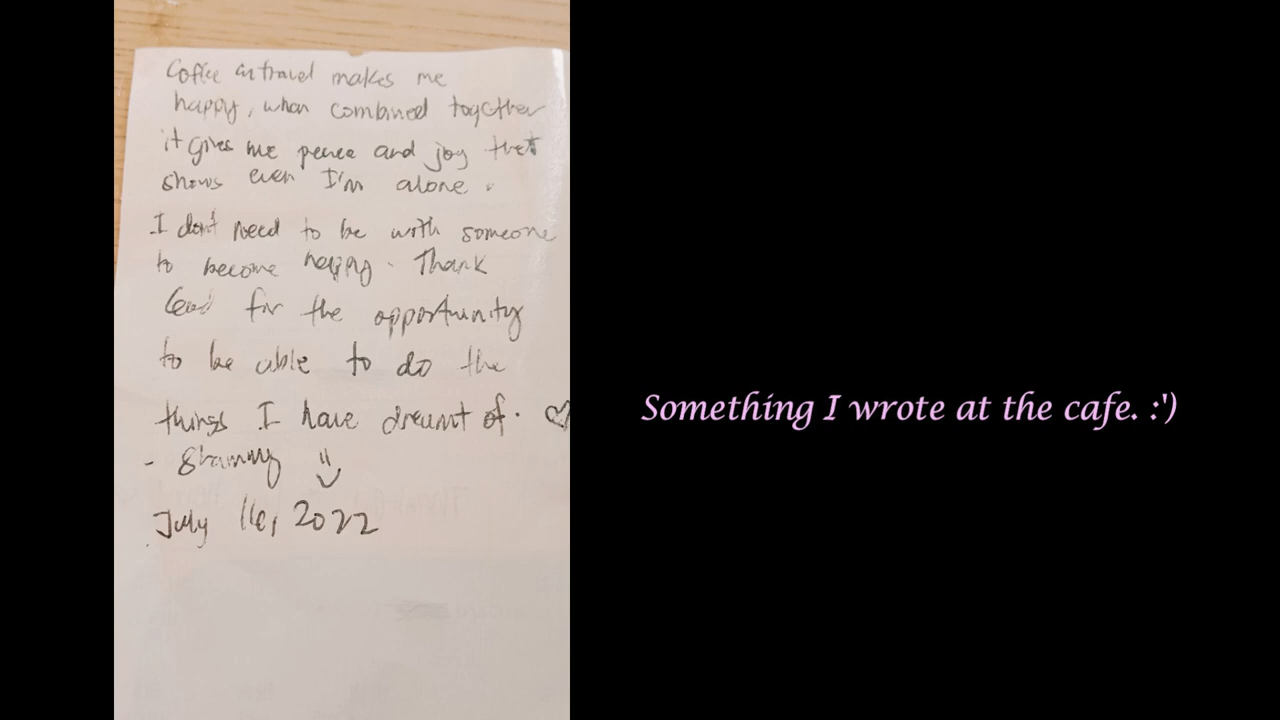 Coffee & travel makes me
happy, when combined together
it gives me peace and joy that
shows even I'm alone.
I don't need to be with someone
to become happy. Thank
God for the opportunity
to be able to do the
things I have dreamt of. ♡
July 16, 2022
Something I wrote at the cafe. :')